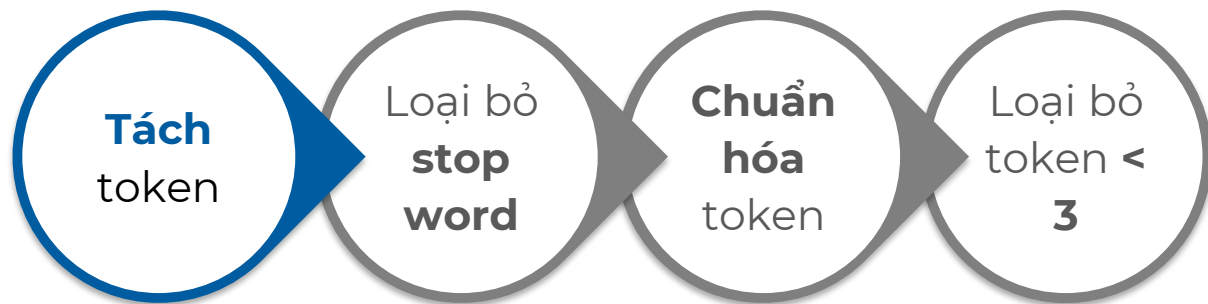 Tách
token
Loại bỏ
stop
word
Chuẩn
hóa
token
Loại bỏ
token <
3